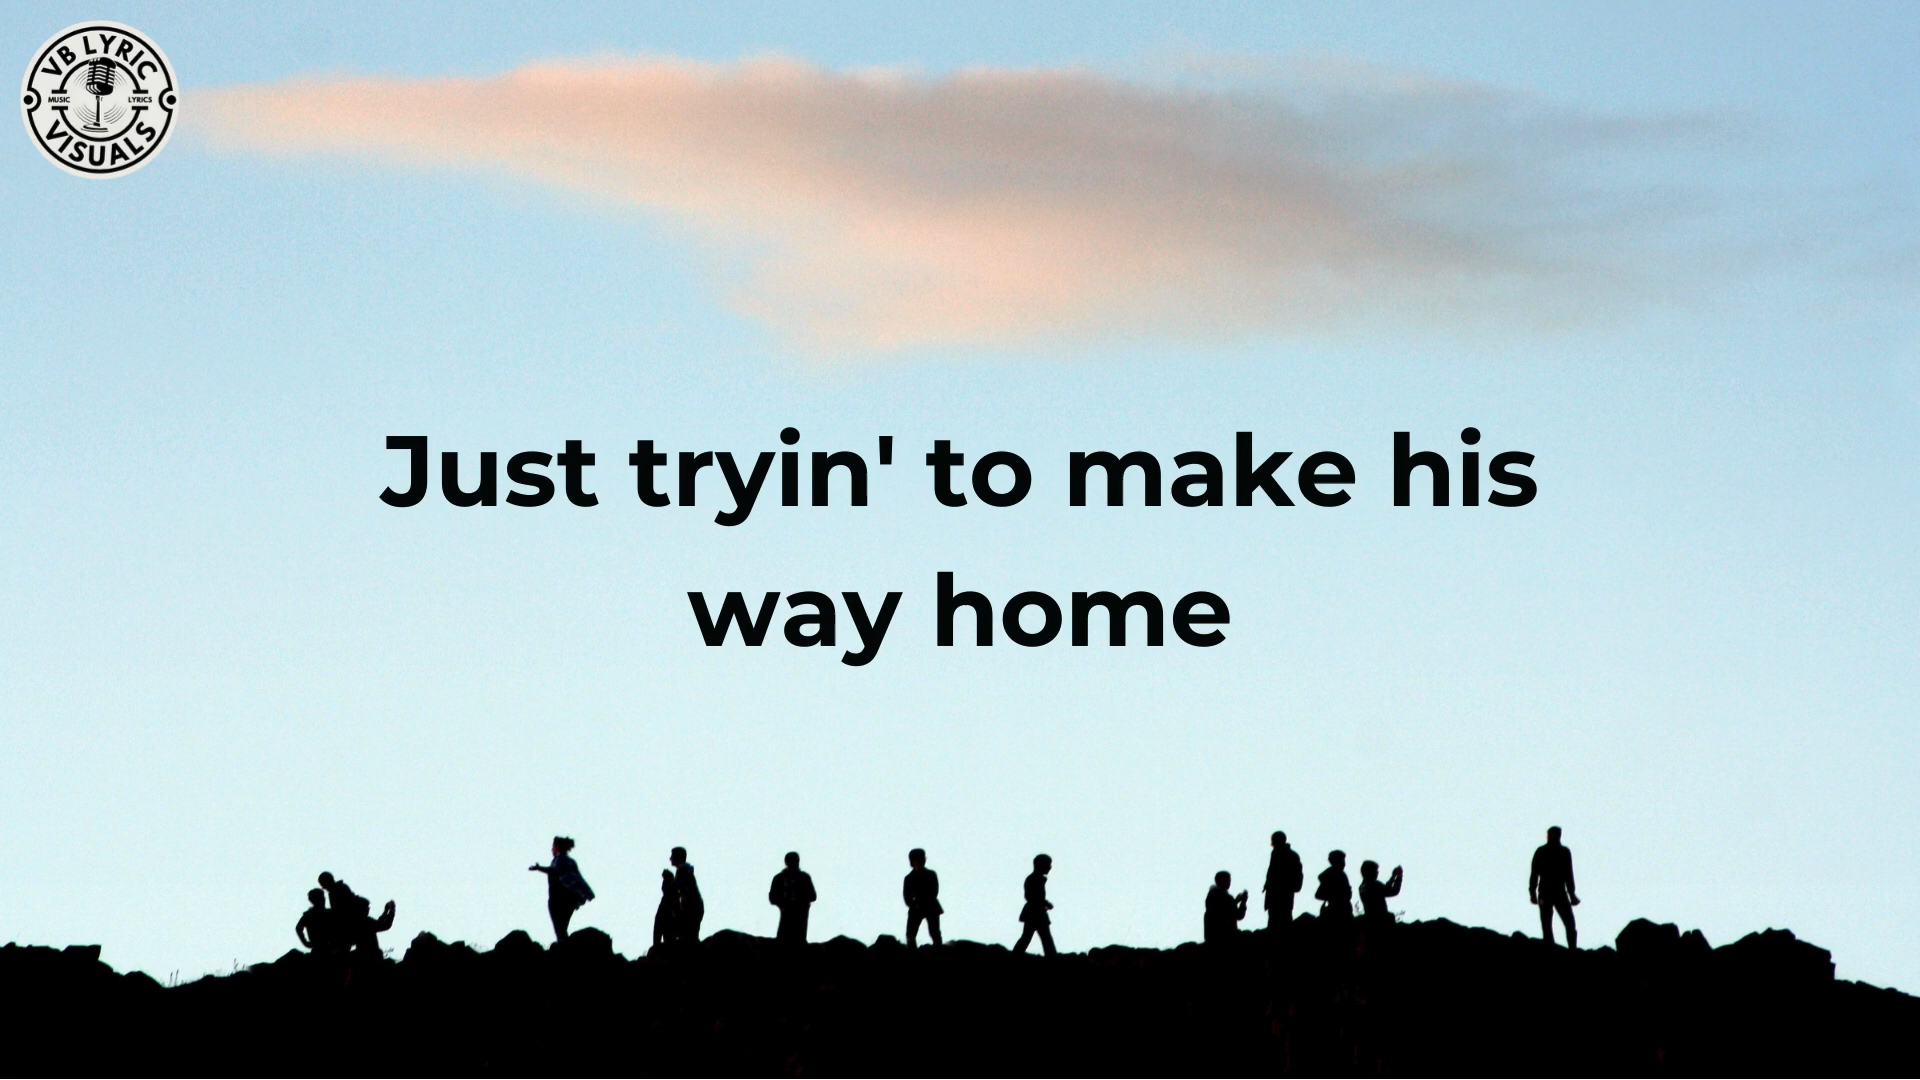 VB LYRIC
MUSIC LYRICS
VISUALS
Just tryin' to make his
way home